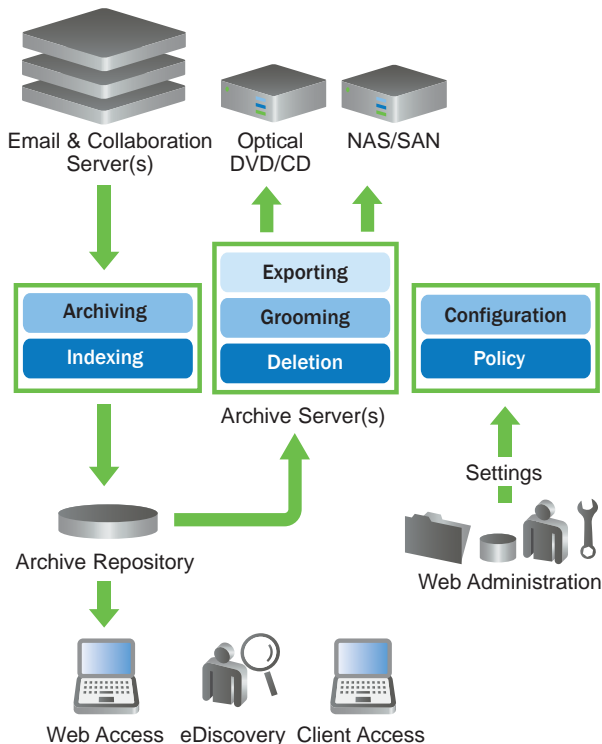 Email & Collaboration
Server(s)
Optical
DVD/CD
NAS/SAN
Archiving
Indexing
Exporting
Grooming
Deletion
Configuration
Policy
Archive Server(s)
Settings
Archive Repository
Web Administration
Web Access
eDiscovery
Client Access